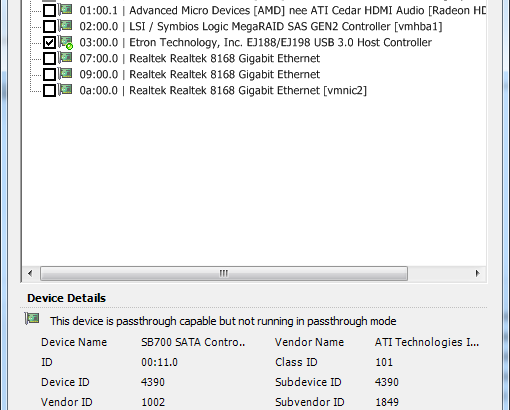 01:00.1 | Advanced Micro Devices [AMD] nee ATI Cedar HDMI Audio [Radeon HD
02:00.0 | LSI / Symbios Logic MegaRAID SAS GEN2 Controller [vmhba1]
03:00.0 | Etron Technology, Inc. EJ188/EJ198 USB 3.0 Host Controller
07:00.0 | Realtek Realtek 8168 Gigabit Ethernet
09:00.0 | Realtek Realtek 8168 Gigabit Ethernet
0a:00.0 | Realtek Realtek 8168 Gigabit Ethernet [vmnic2]
Device Details
This device is passthrough capable but not running in passthrough mode
Device Name SB700 SATA Contro.. Vendor Name ATI Technologies I...
ID 00:11.0 Class ID 101
Device ID 4390 Subdevice ID 4390
Vendor ID 1002 Subvendor ID 1849